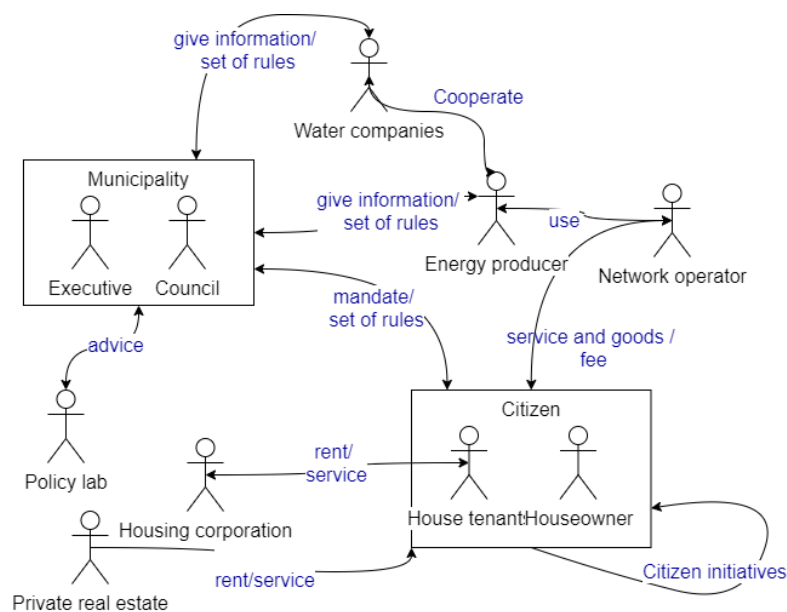 give information/
set of rules
Water companies
Cooperate
Municipality
Executive
Council
give information/
set of rules
Energy producer
use
Network operator
mandate/
set of rules
advice
service and goods /
fee
Policy lab
Citizen
House tenant
Houseowner
rent/
service
Housing corporation
Private real estate
rent/service
Citizen initiatives